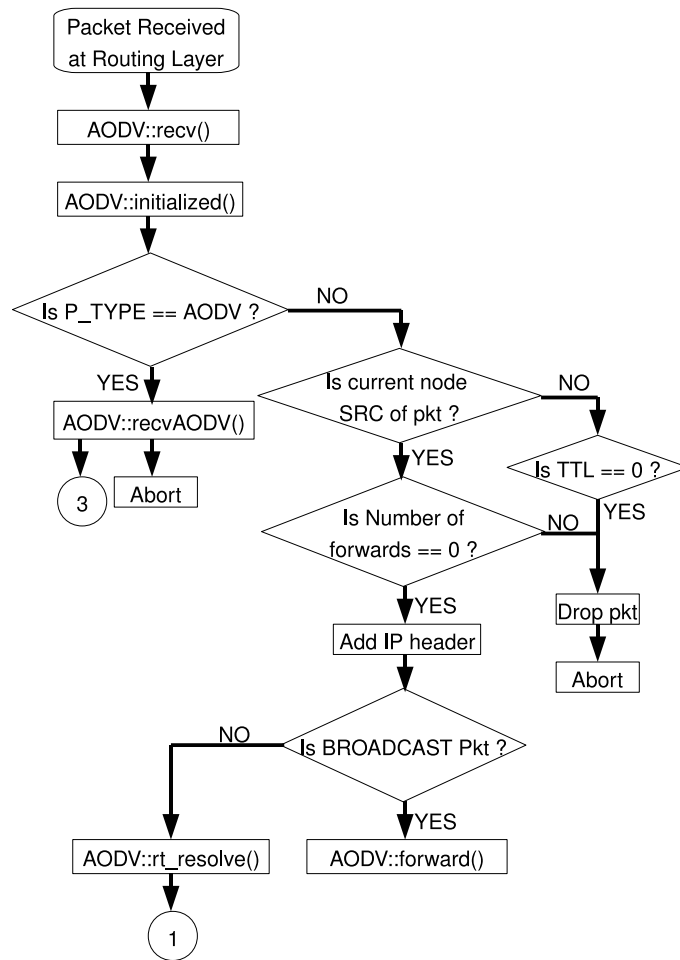 Packet Received
at Routing Layer
AODV::recv()
AODV::initialized()
Is P_TYPE == AODV ?
NO
YES
AODV::recvAODV()
3
Abort
Is current node
SRC of pkt ?
NO
YES
Is TTL == 0 ?
YES
Is Number of
forwards == 0 ?
NO
YES
Drop pkt
Abort
Add IP header
Is BROADCAST Pkt ?
NO
YES
AODV::rt_resolve()
AODV::forward()
1